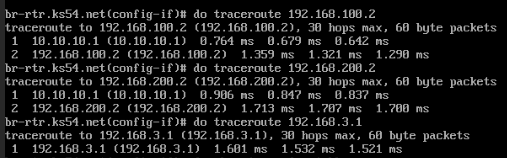 br-rtr.ks54.net(config-if)# do traceroute 192.168.100.2
traceroute to 192.168.100.2 (192.168.100.2), 30 hops max, 60 byte packets
1 10.10.10.1 (10.10.10.1) 0.764 ms 0.679 ms 0.642 ms
2 192.168.100.2 (192.168.100.2) 1.359 ms 1.321 ms 1.290 ms
br-rtr.ks54.net(config-if)# do traceroute 192.168.200.2
traceroute to 192.168.200.2 (192.168.200.2), 30 hops max, 60 byte packets
1 10.10.10.1 (10.10.10.1) 0.906 ms 0.847 ms 0.837 ms
2 192.168.200.2 (192.168.200.2) 1.713 ms 1.707 ms 1.700 ms
br-rtr.ks54.net(config-if)# do traceroute 192.168.3.1
traceroute to 192.168.3.1 (192.168.3.1), 30 hops max, 60 byte packets
1 192.168.3.1 (192.168.3.1) 1.601 ms 1.532 ms 1.521 ms